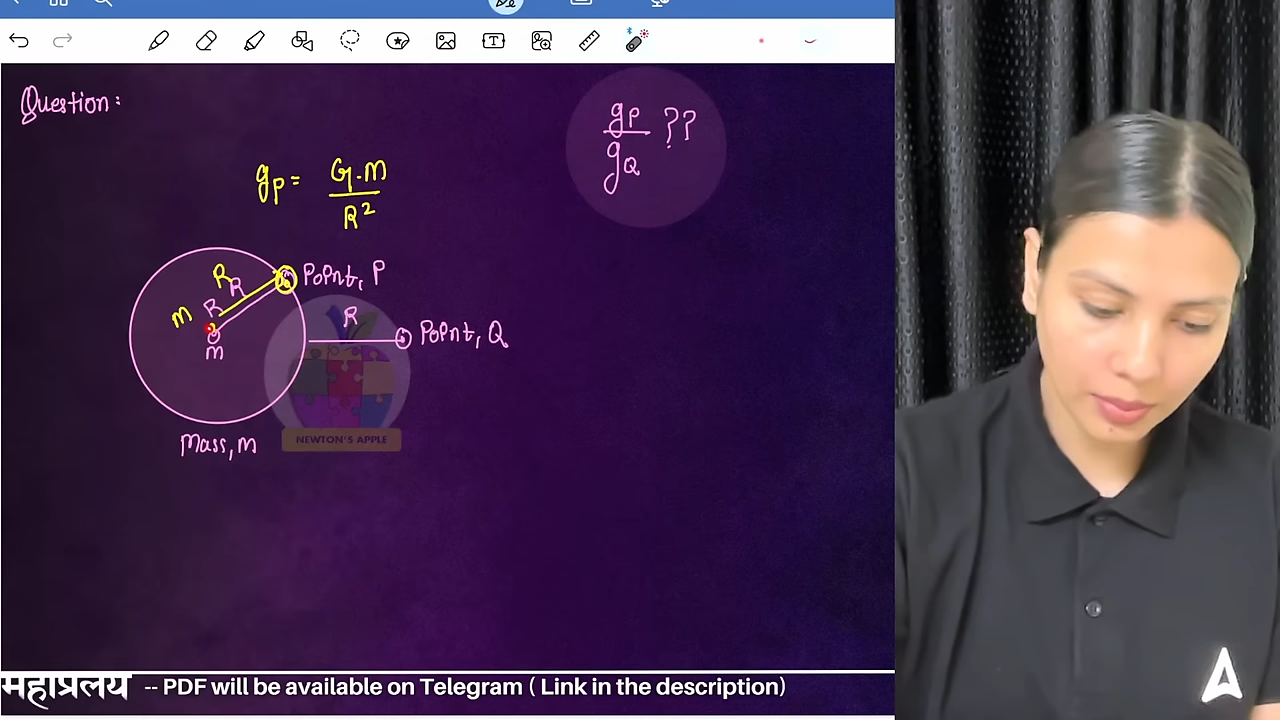 Question:
gP
gQ
??
gP = G.M
R²
R
R
R
m
m
Point, P
R
Point, Q
Mass, m
NEWTON'S APPLE
महाप्रलय -- PDF will be available on Telegram ( Link in the description)